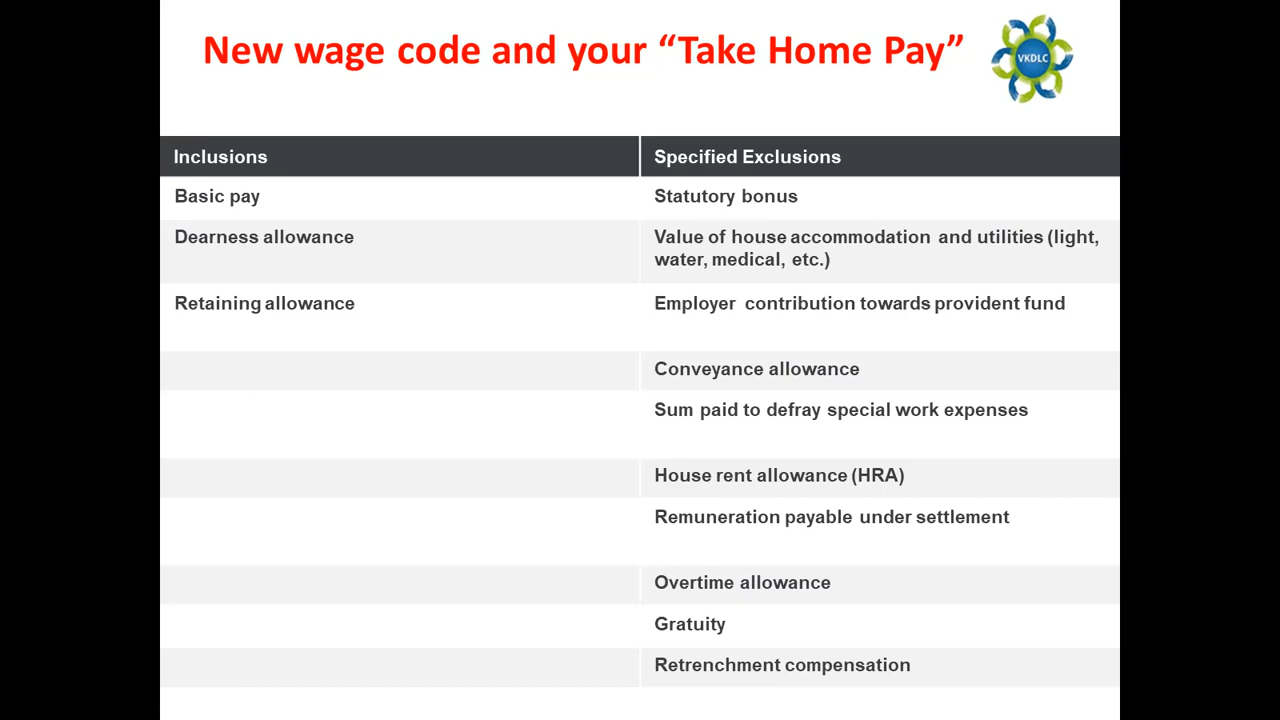 New wage code and your “Take Home Pay”
VKDLC
Inclusions
Specified Exclusions
Basic pay
Statutory bonus
Dearness allowance
Value of house accommodation and utilities (light,
water, medical, etc.)
Retaining allowance
Employer contribution towards provident fund
Conveyance allowance
Sum paid to defray special work expenses
House rent allowance (HRA)
Remuneration payable under settlement
Overtime allowance
Gratuity
Retrenchment compensation